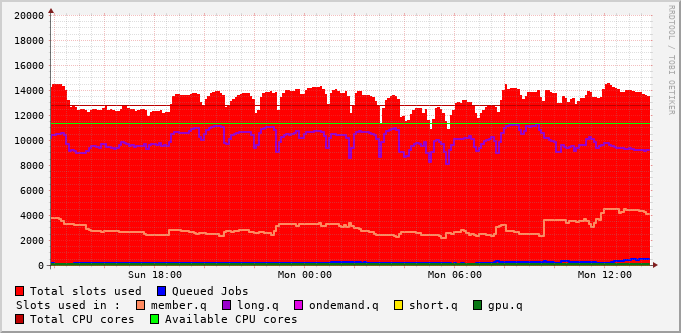 20000
18000
16000
14000
12000
10000
8000
6000
4000
2000
0
Sun 18:00 Mon 00:00 Mon 06:00 Mon 12:00
RRDTOOL / TOBI OETIKER
Total slots used Queued Jobs
Slots used in : member.q long.q ondemand.q short.q gpu.q
Total CPU cores Available CPU cores